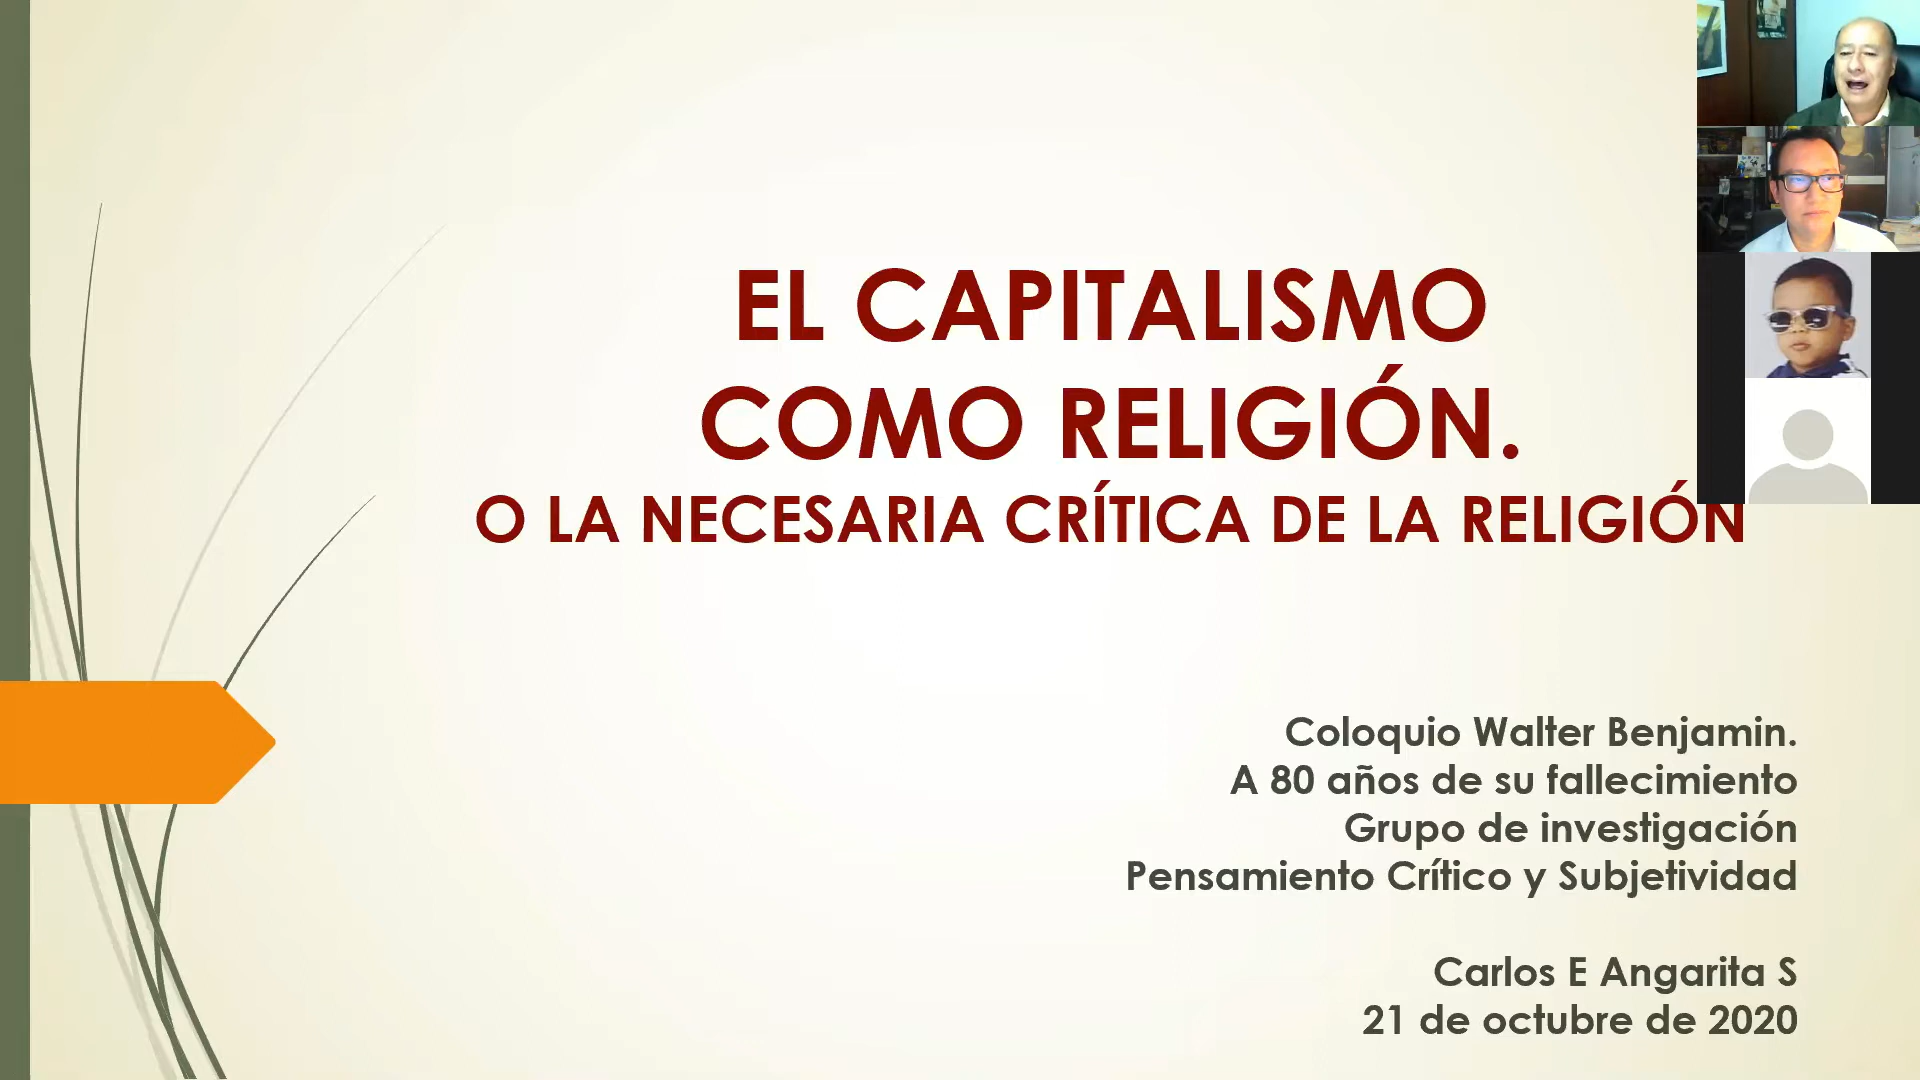 EL CAPITALISMO
COMO RELIGIÓN.
O LA NECESARIA CRÍTICA DE LA RELIGIÓN
Coloquio Walter Benjamin.
A 80 años de su fallecimiento
Grupo de investigación
Pensamiento Crítico y Subjetividad
Carlos E Angarita S
21 de octubre de 2020